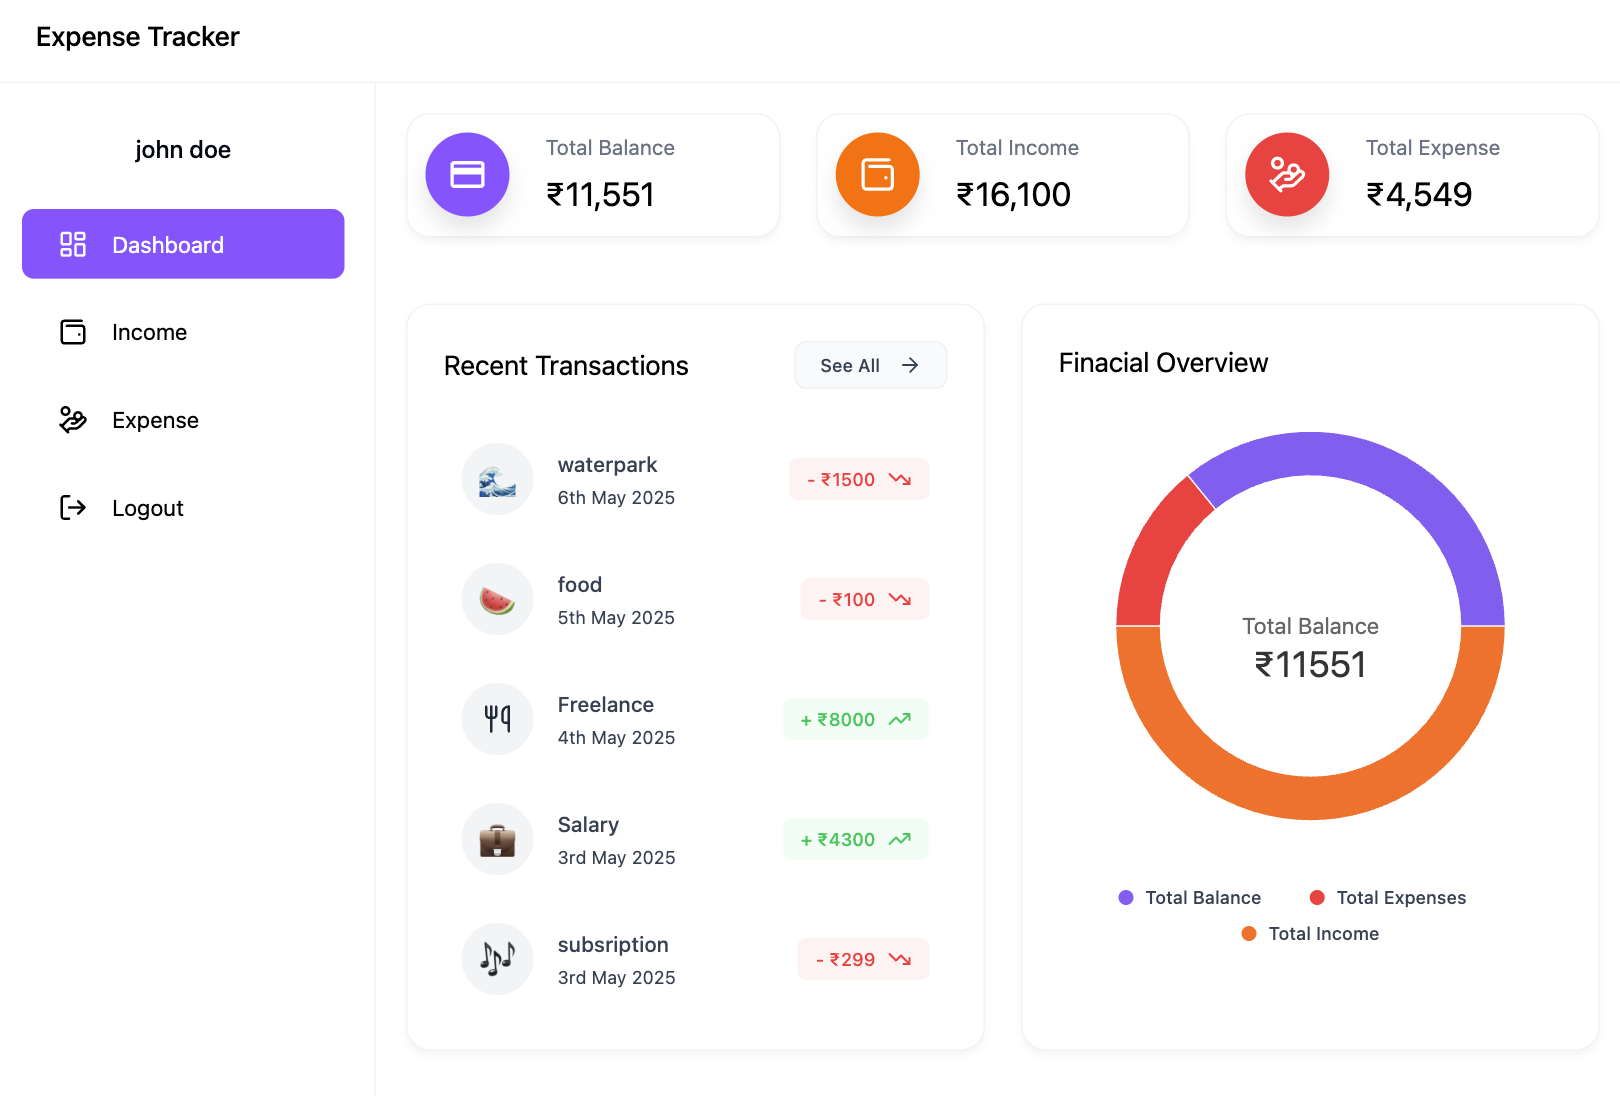 Expense Tracker
john doe
Dashboard
Income
Expense
Logout
Total Balance
₹11,551
Total Income
₹16,100
Total Expense
₹4,549
Recent Transactions
See All
waterpark
6th May 2025
- ₹1500
food
5th May 2025
- ₹100
Freelance
4th May 2025
+ ₹8000
Salary
3rd May 2025
+ ₹4300
subsription
3rd May 2025
- ₹299
Finacial Overview
Total Balance
₹11551
Total Balance
Total Expenses
Total Income